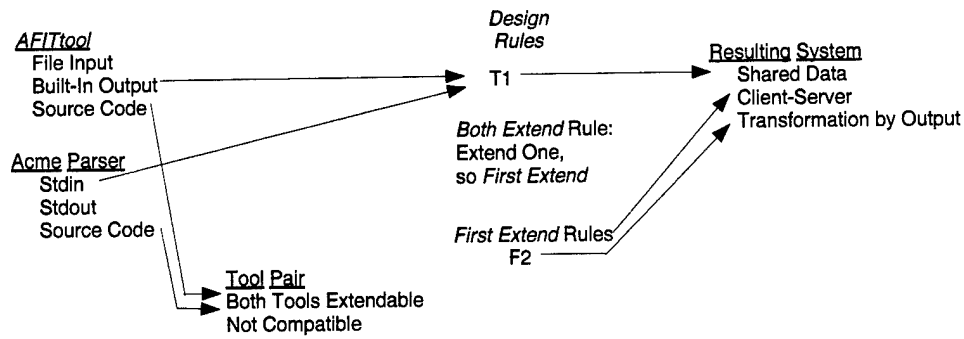 AFITtool
File Input
Built-In Output
Source Code
Acme Parser
Stdin
Stdout
Source Code
Tool Pair
Both Tools Extendable
Not Compatible
Design
Rules
T1
Both Extend Rule:
Extend One,
so First Extend
First Extend Rules
F2
Resulting System
Shared Data
Client-Server
Transformation by Output